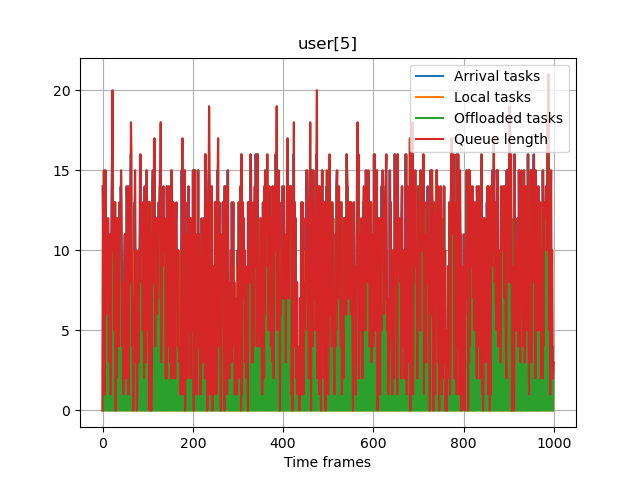 user[5]
Arrival tasks
Local tasks
Offloaded tasks
Queue length
20
15
10
5
0
0 200 400 600 800 1000
Time frames